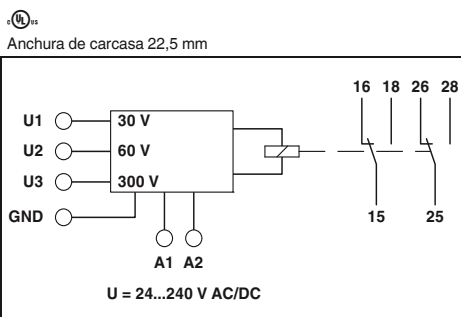 c UL us
Anchura de carcasa 22,5 mm
16 18 26 28
U1 30 V
U2 60 V
U3 300 V
GND
15 25
A1 A2
U = 24...240 V AC/DC